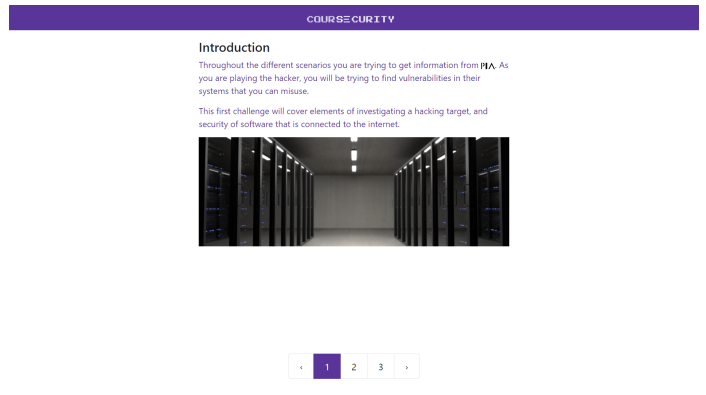 COURSECURITY
Introduction
Throughout the different scenarios you are trying to get information from PIA. As
you are playing the hacker, you will be trying to find vulnerabilities in their
systems that you can misuse.
This first challenge will cover elements of investigating a hacking target, and
security of software that is connected to the internet.
‹ 1 2 3 ›